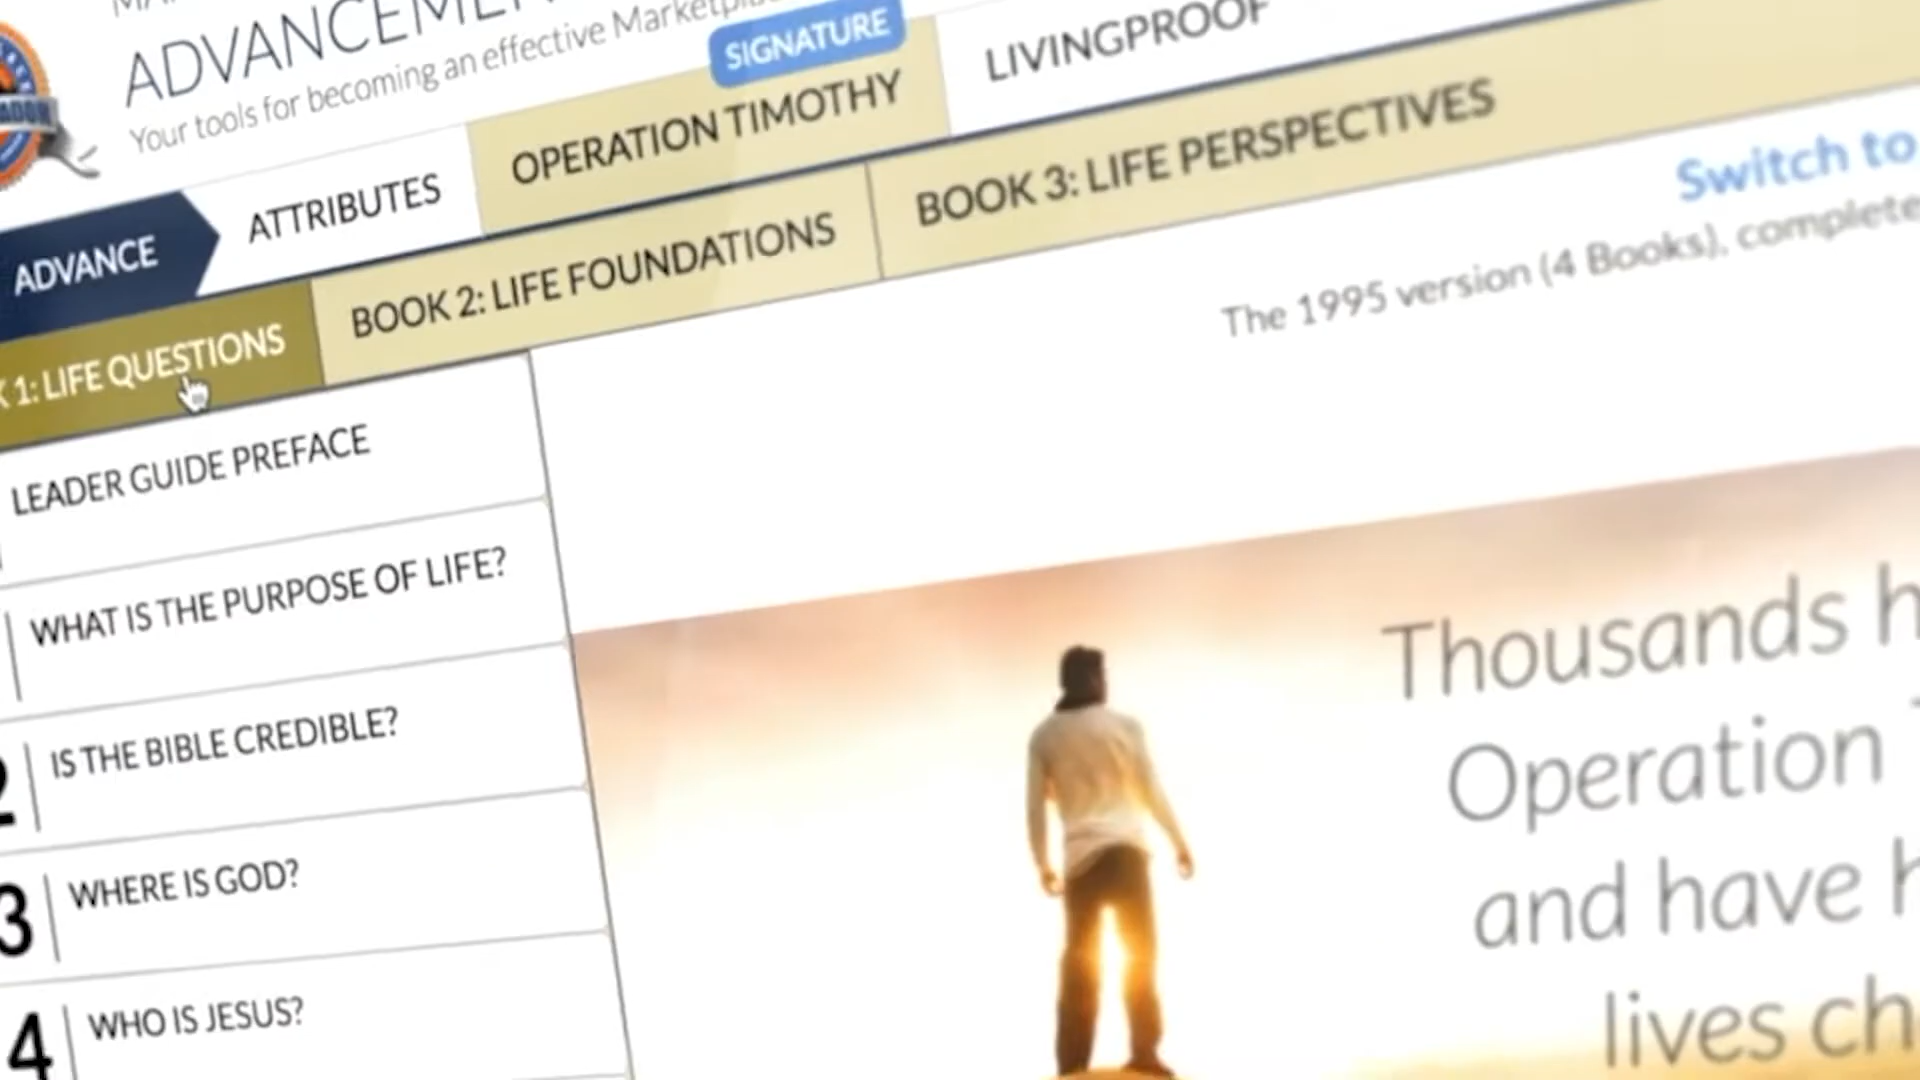 Your tools for becoming an effective
SIGNATURE
ADVANCE
ATTRIBUTES
OPERATION TIMOTHY
LIVINGPROOF
1: LIFE QUESTIONS
BOOK 2: LIFE FOUNDATIONS
BOOK 3: LIFE PERSPECTIVES
Switch to
The 1995 version (4 Books), complete
LEADER GUIDE PREFACE
WHAT IS THE PURPOSE OF LIFE?
2 IS THE BIBLE CREDIBLE?
3 WHERE IS GOD?
4 WHO IS JESUS?
Thousands
Operation
and have
lives